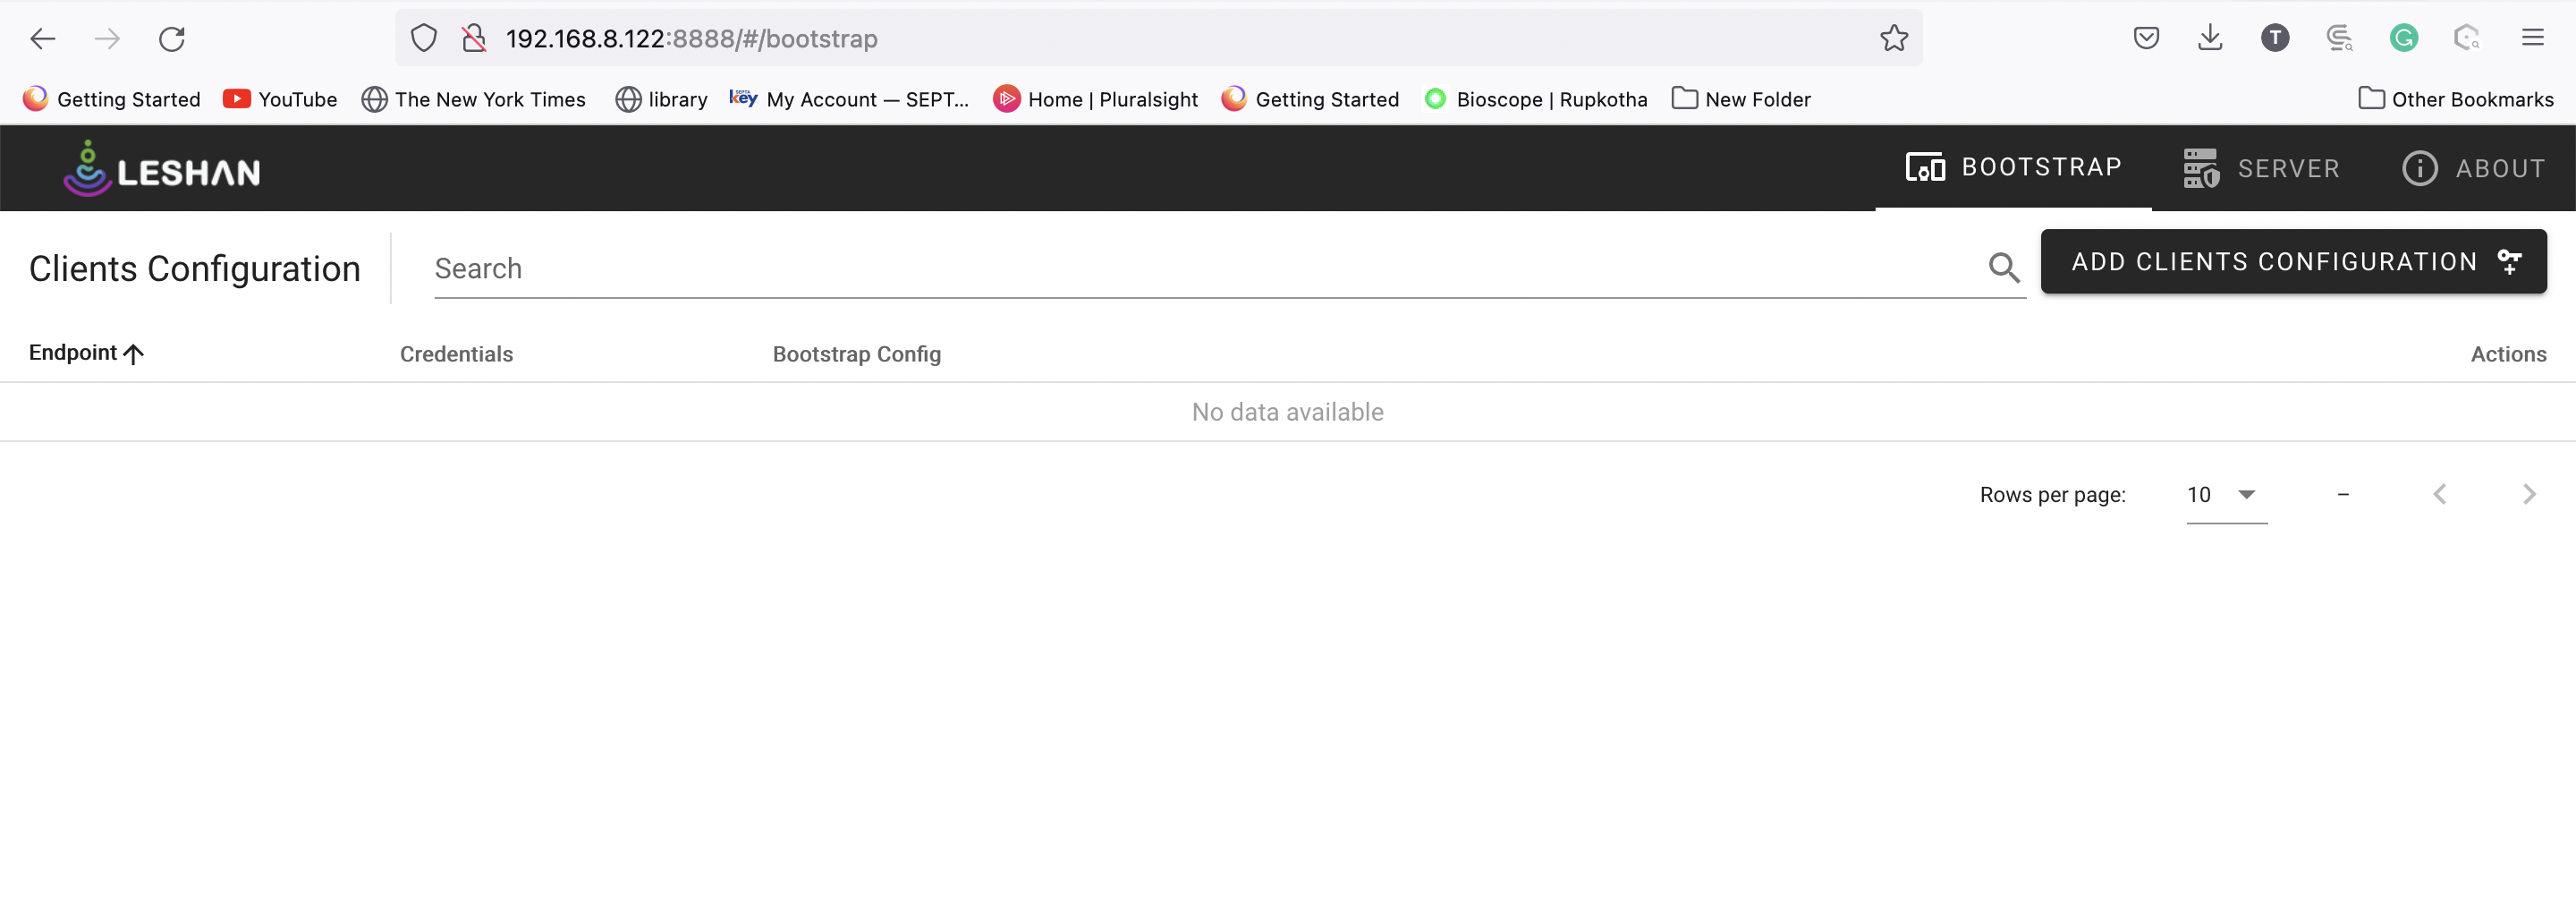 192.168.8.122:8888/#/bootstrap
T
G
Getting Started YouTube The New York Times library SEPTA key My Account — SEPT... Home | Pluralsight Getting Started Bioscope | Rupkotha New Folder Other Bookmarks
LESHAN BOOTSTRAP SERVER ABOUT
Clients Configuration Search ADD CLIENTS CONFIGURATION
Endpoint Credentials Bootstrap Config Actions
No data available
Rows per page: 10 –